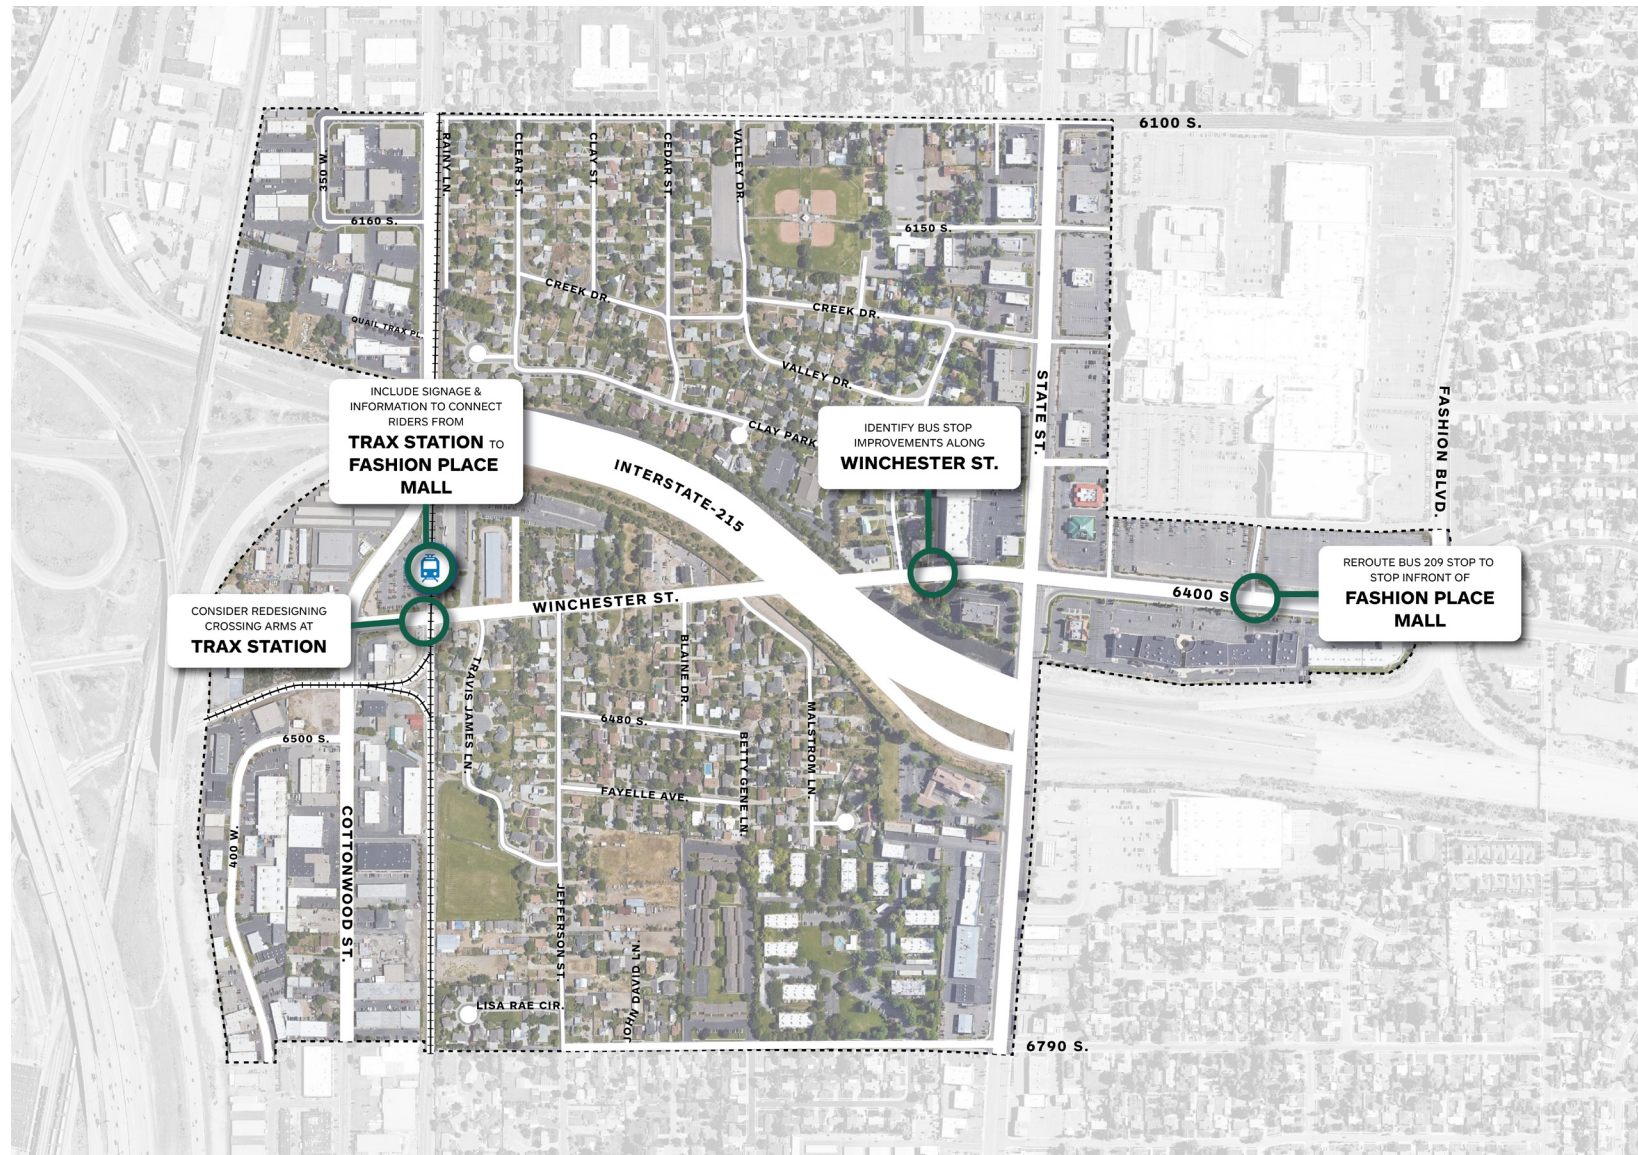 6100 S.
RAINY LN.
CLEAR ST.
CLAY ST.
CEDAR ST.
VALLEY DR.
350 W.
6160 S.
6150 S.
CREEK DR.
CREEK DR.
QUAIL TRAX PL.
VALLEY DR.
CLAY PARK
STATE ST.
FASHION BLVD.
INCLUDE SIGNAGE &
INFORMATION TO CONNECT
RIDERS FROM
TRAX STATION TO
FASHION PLACE
MALL
IDENTIFY BUS STOP
IMPROVEMENTS ALONG
WINCHESTER ST.
INTERSTATE-215
REROUTE BUS 209 STOP TO
STOP INFRONT OF
FASHION PLACE
MALL
6400 S
WINCHESTER ST.
CONSIDER REDESIGNING
CROSSING ARMS AT
TRAX STATION
BLAINE DR.
TRAVIS JAMES LN.
MALSTROM LN.
6480 S.
6500 S.
BETTY GENE LN.
FAYELLE AVE.
400 W.
COTTONWOOD ST.
JEFFERSON ST.
JOHN DAVID LN.
LISA RAE CIR.
6790 S.